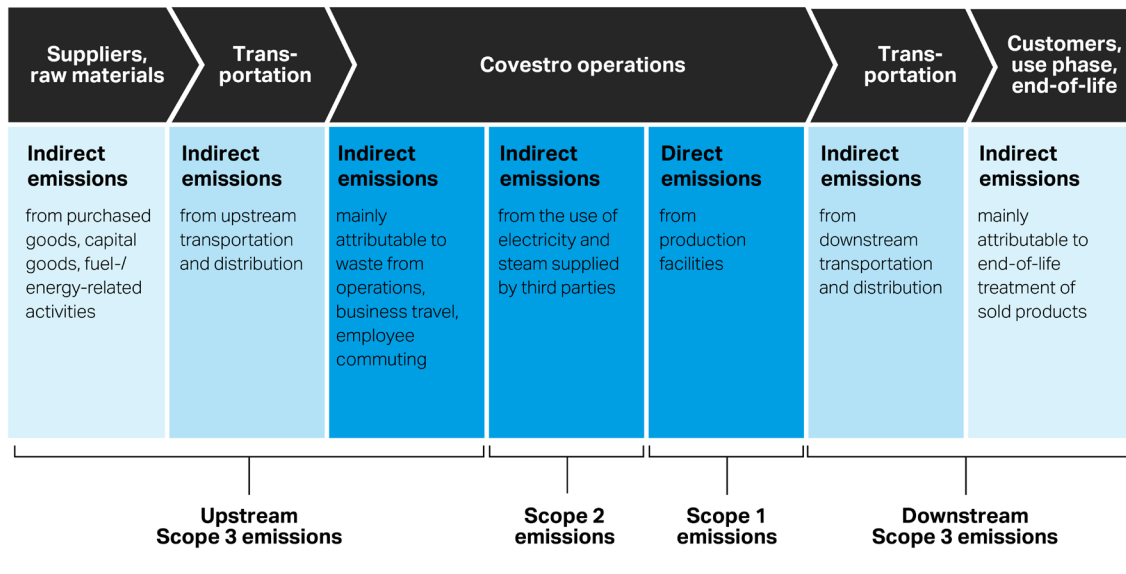 Suppliers,
raw materials
Trans-
portation
Covestro operations
Trans-
portation
Customers,
use phase,
end-of-life
Indirect
emissions
from purchased
goods, capital
goods, fuel-/
energy-related
activities
Indirect
emissions
from upstream
transportation
and distribution
Indirect
emissions
mainly
attributable to
waste from
operations,
business travel,
employee
commuting
Indirect
emissions
from the use of
electricity and
steam supplied
by third parties
Direct
emissions
from
production
facilities
Indirect
emissions
from
downstream
transportation
and distribution
Indirect
emissions
mainly
attributable to
end-of-life
treatment of
sold products
Upstream
Scope 3 emissions
Scope 2
emissions
Scope 1
emissions
Downstream
Scope 3 emissions